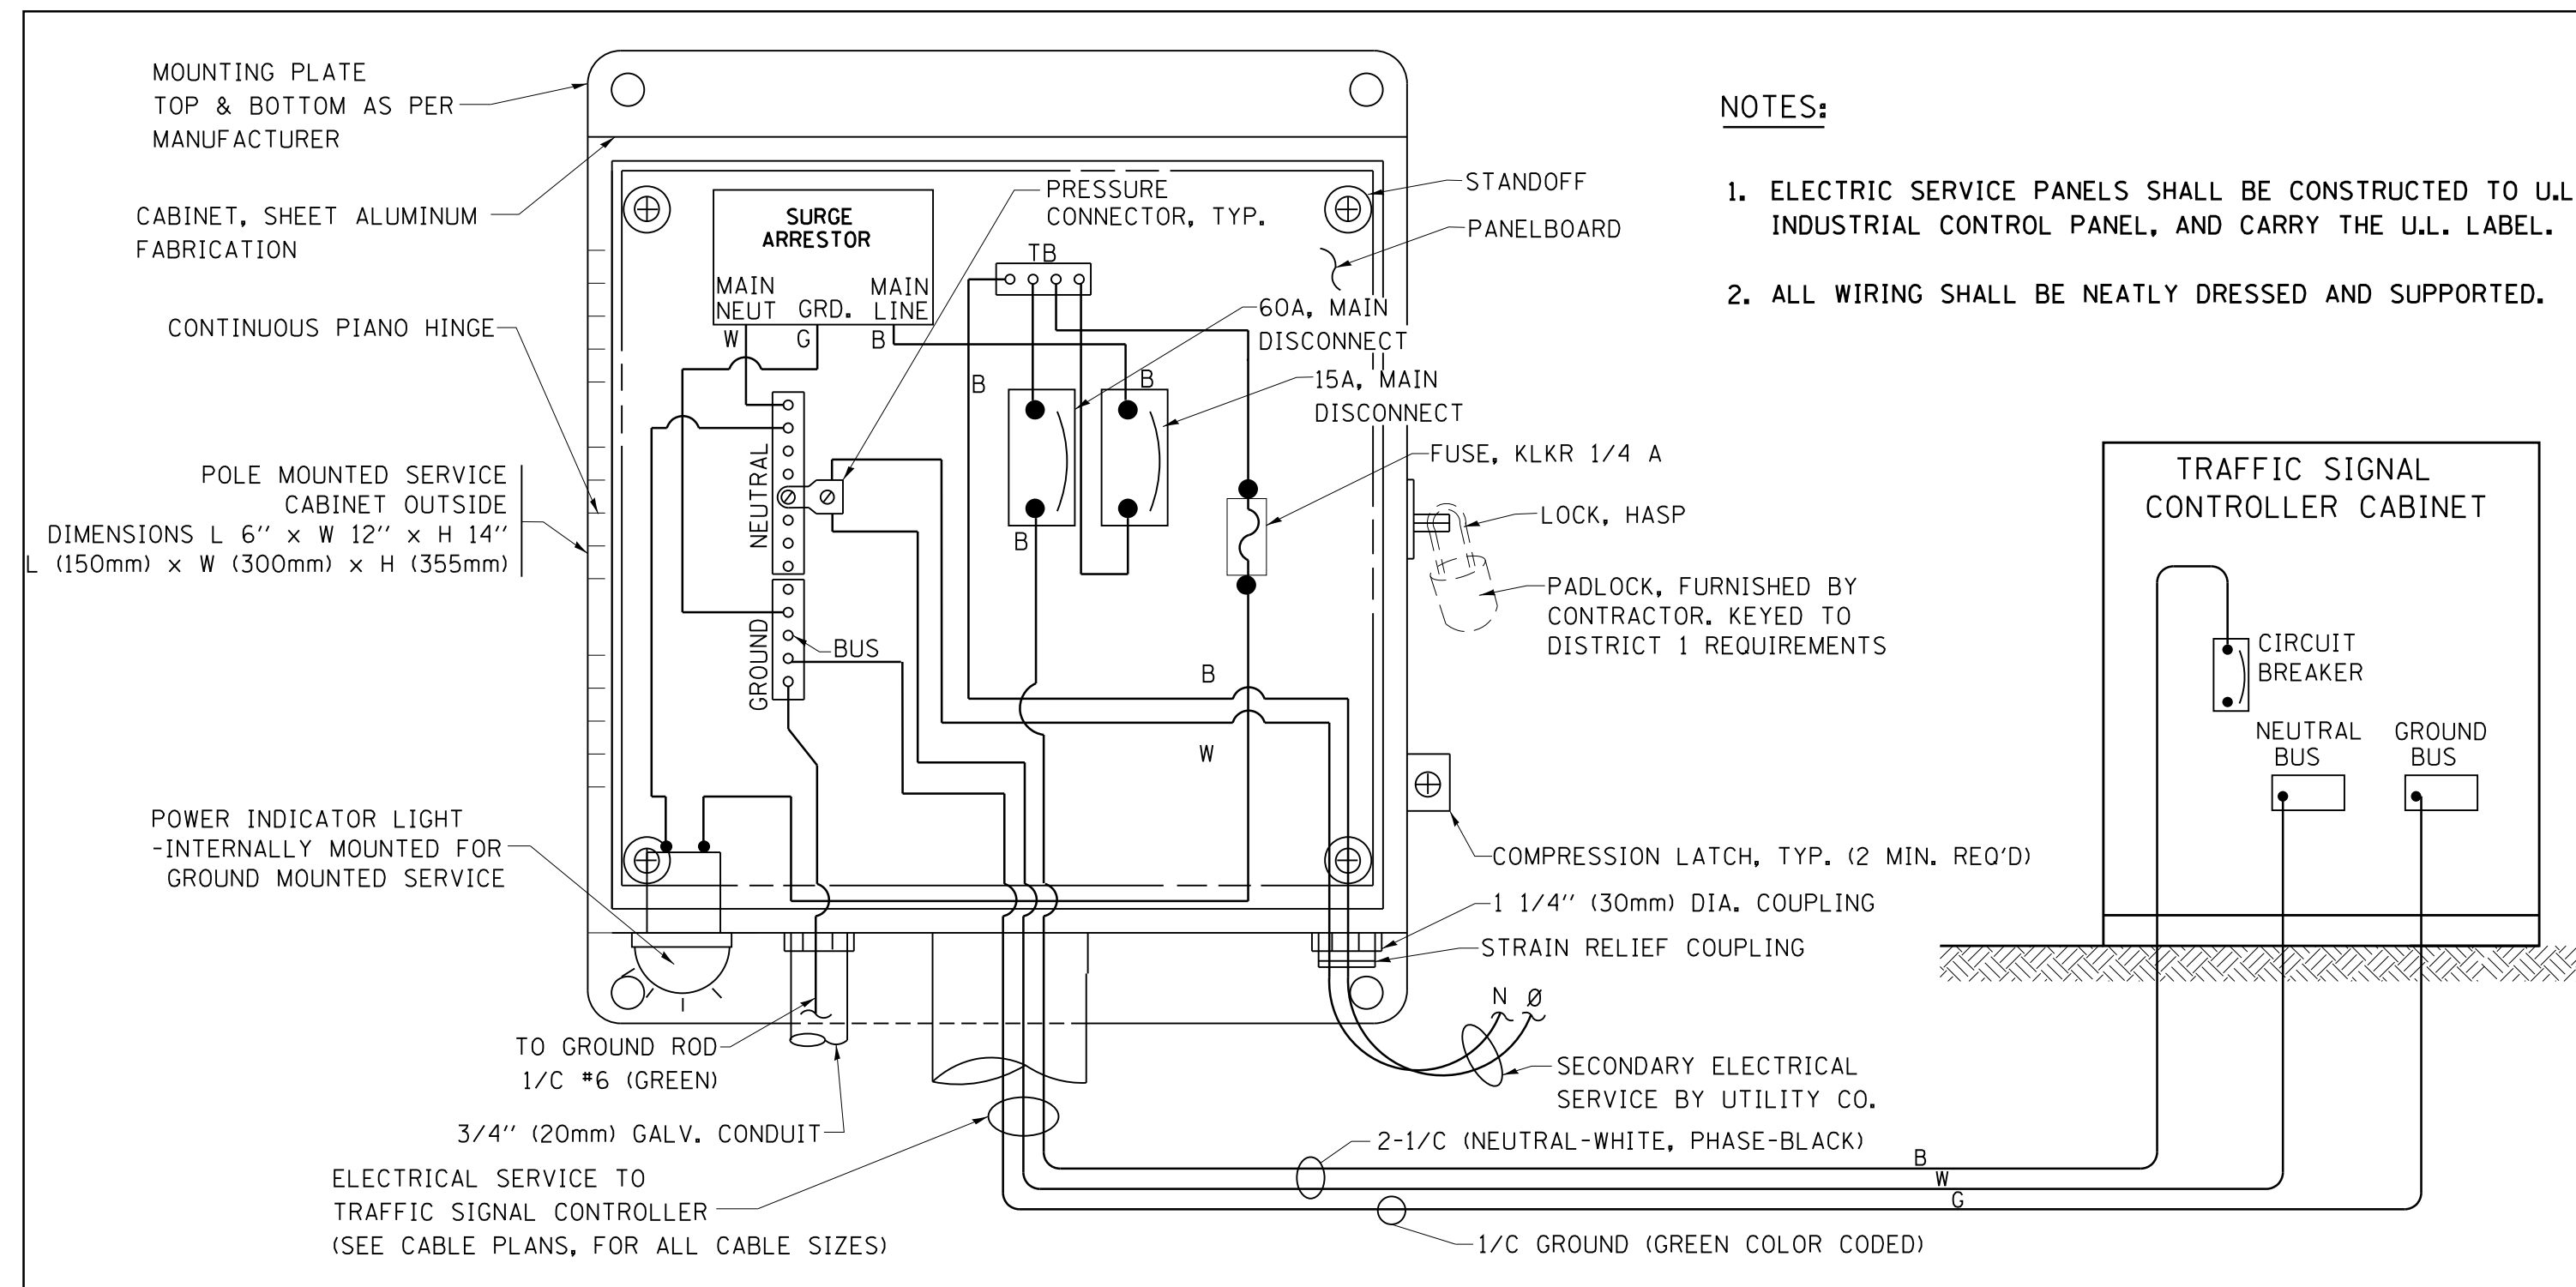 MOUNTING PLATE
TOP & BOTTOM AS PER
MANUFACTURER
CABINET, SHEET ALUMINUM
FABRICATION
CONTINUOUS PIANO HINGE
POLE MOUNTED SERVICE
CABINET OUTSIDE
DIMENSIONS L 6'' x W 12'' x H 14''
L (150mm) x W (300mm) x H (355mm)
POWER INDICATOR LIGHT
-INTERNALLY MOUNTED FOR
GROUND MOUNTED SERVICE
TO GROUND ROD
1/C #6 (GREEN)
3/4'' (20mm) GALV. CONDUIT
ELECTRICAL SERVICE TO
TRAFFIC SIGNAL CONTROLLER
(SEE CABLE PLANS, FOR ALL CABLE SIZES)
SURGE
ARRESTOR
MAIN
NEUT
GRD.
MAIN
LINE
W
G
B
PRESSURE
CONNECTOR, TYP.
TB
B
B
B
NEUTRAL
GROUND
BUS
B
W
STANDOFF
PANELBOARD
60A, MAIN
DISCONNECT
15A, MAIN
DISCONNECT
FUSE, KLKR 1/4 A
LOCK, HASP
PADLOCK, FURNISHED BY
CONTRACTOR. KEYED TO
DISTRICT 1 REQUIREMENTS
COMPRESSION LATCH, TYP. (2 MIN. REQ'D)
1 1/4'' (30mm) DIA. COUPLING
STRAIN RELIEF COUPLING
N Ø
SECONDARY ELECTRICAL
SERVICE BY UTILITY CO.
2-1/C (NEUTRAL-WHITE, PHASE-BLACK)
B
W
G
1/C GROUND (GREEN COLOR CODED)
NOTES:
1. ELECTRIC SERVICE PANELS SHALL BE CONSTRUCTED TO U.L
INDUSTRIAL CONTROL PANEL, AND CARRY THE U.L. LABEL.
2. ALL WIRING SHALL BE NEATLY DRESSED AND SUPPORTED.
TRAFFIC SIGNAL
CONTROLLER CABINET
CIRCUIT
BREAKER
NEUTRAL
BUS
GROUND
BUS